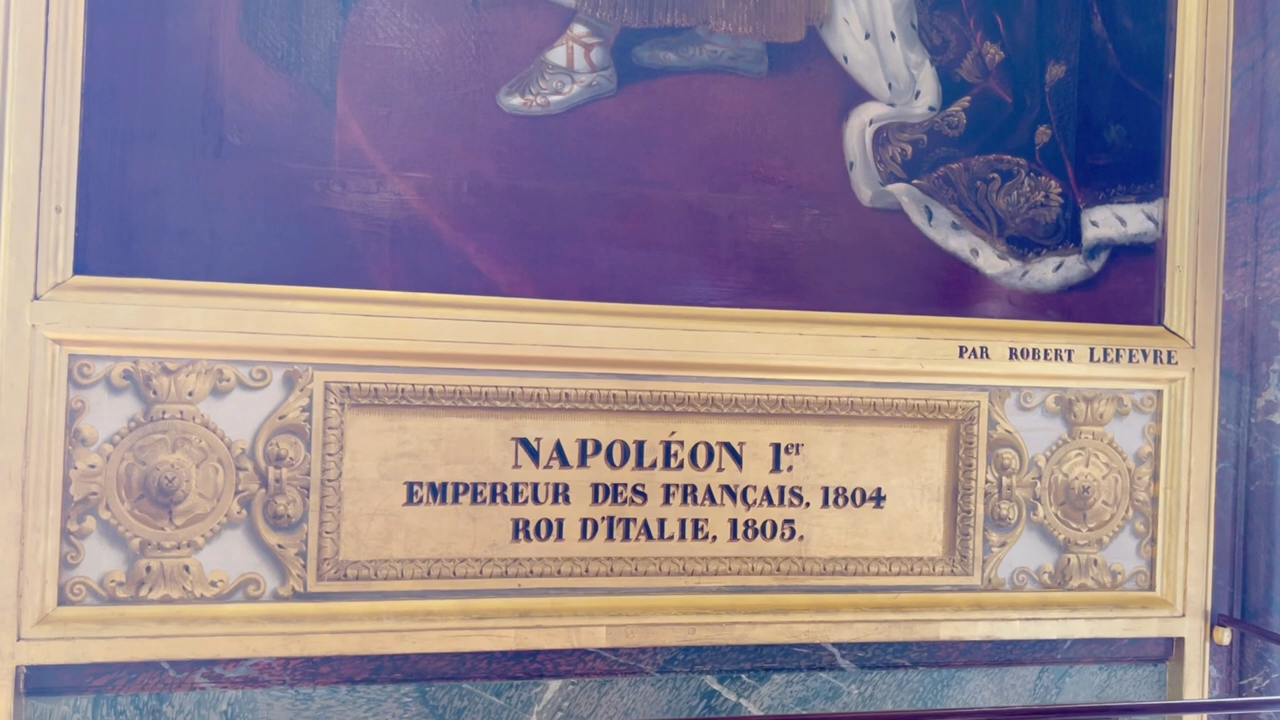 PAR ROBERT LEFEVRE
NAPOLÉON 1er.
EMPEREUR DES FRANÇAIS, 1804
ROI D'ITALIE, 1805.